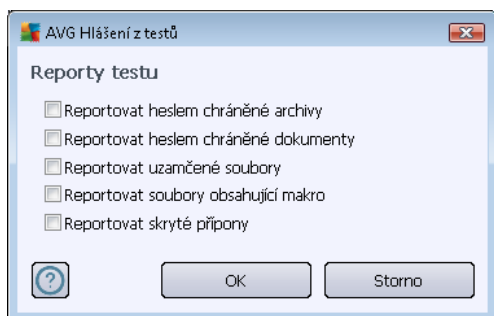 AVG Hlášení z testů
Reporty testu
Reportovat heslem chráněné archivy
Reportovat heslem chráněné dokumenty
Reportovat uzamčené soubory
Reportovat soubory obsahující makro
Reportovat skryté přípony
?
OK
Storno